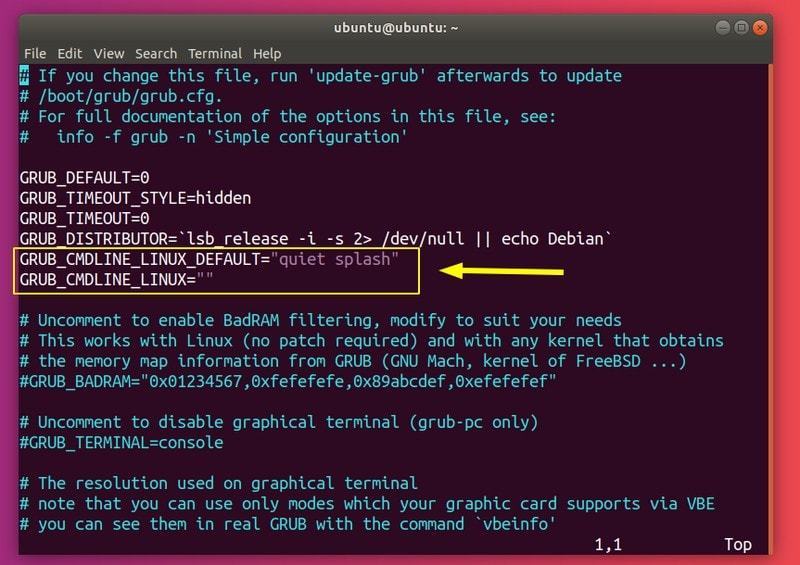 ubuntu@ubuntu: ~
File Edit View Search Terminal Help
# If you change this file, run 'update-grub' afterwards to update
# /boot/grub/grub.cfg.
# For full documentation of the options in this file, see:
#   info -f grub -n 'Simple configuration'
GRUB_DEFAULT=0
GRUB_TIMEOUT_STYLE=hidden
GRUB_TIMEOUT=0
GRUB_DISTRIBUTOR=`lsb_release -i -s 2> /dev/null || echo Debian`
GRUB_CMDLINE_LINUX_DEFAULT="quiet splash"
GRUB_CMDLINE_LINUX=""
# Uncomment to enable BadRAM filtering, modify to suit your needs
# This works with Linux (no patch required) and with any kernel that obtains
# the memory map information from GRUB (GNU Mach, kernel of FreeBSD ...)
#GRUB_BADRAM="0x01234567,0xfefefefe,0x89abcdef,0xefefefef"
# Uncomment to disable graphical terminal (grub-pc only)
#GRUB_TERMINAL=console
# The resolution used on graphical terminal
# note that you can use only modes which your graphic card supports via VBE
# you can see them in real GRUB with the command `vbeinfo'
1,1 Top